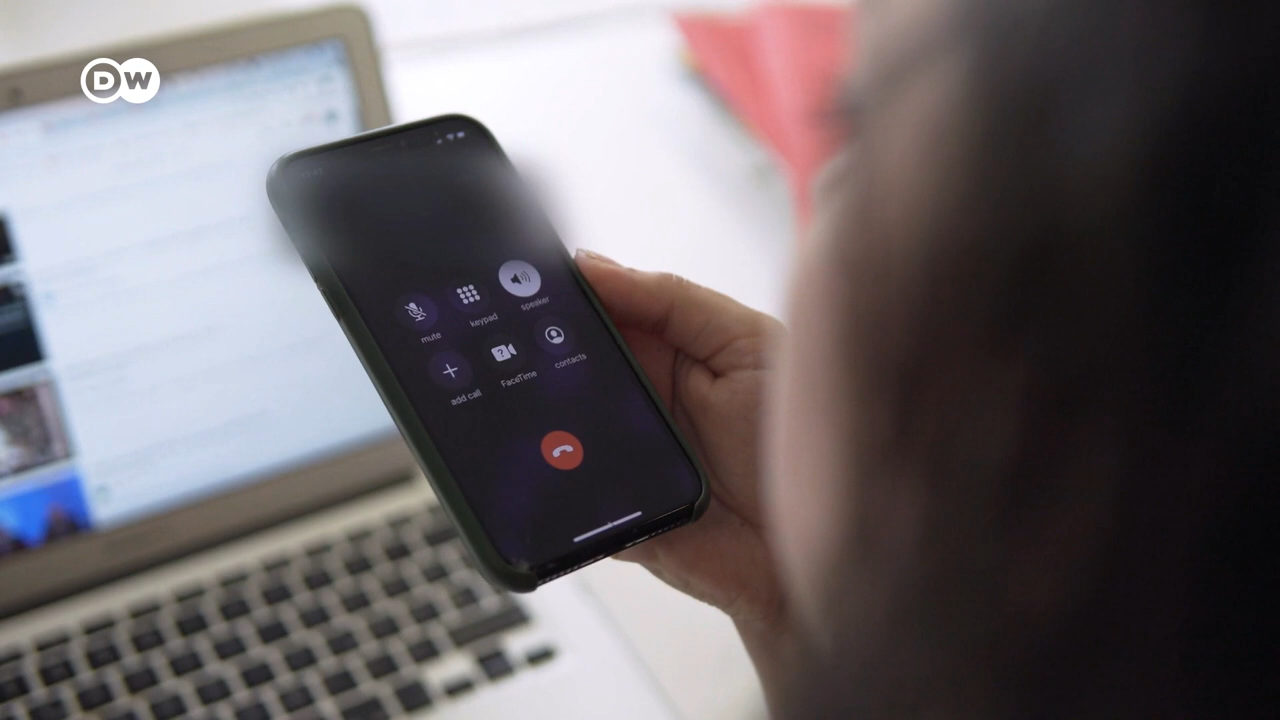 DW
mute
keypad
speaker
add call
FaceTime
contacts